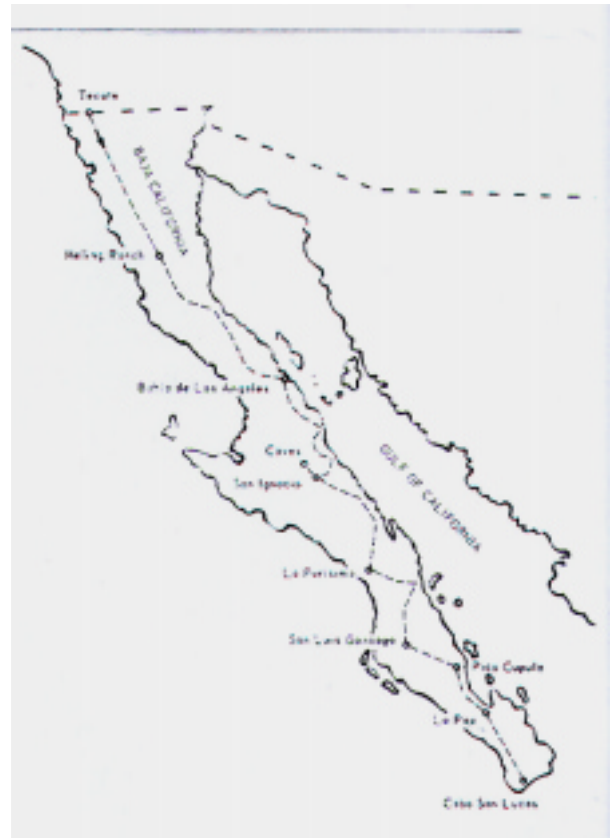 Tecate
BAJA CALIFORNIA
Meling Ranch
Bahia de Los Angeles
Caves
San Ignacio
GULF OF CALIFORNIA
La Purisima
San Luis Gonzaga
La Paz
Cabo San Lucas